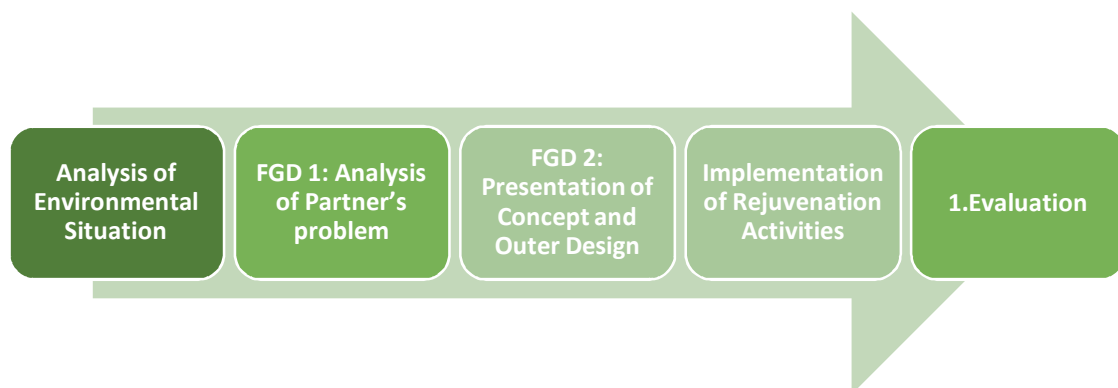 Analysis of
Environmental
Situation
FGD 1: Analysis
of Partner’s
problem
FGD 2:
Presentation of
Concept and
Outer Design
Implementation
of Rejuvenation
Activities
1.Evaluation